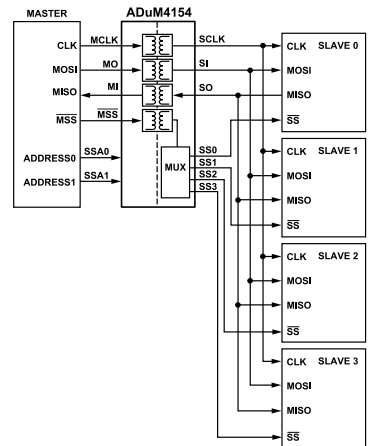 MASTER
ADuM4154
CLK MCLK SCLK CLK SLAVE 0
MOSI MO SI MOSI
MISO MI SO MISO
MSS MSS SS
ADDRESS0 SSA0
ADDRESS1 SSA1
MUX
SS0
SS1
SS2
SS3
CLK SLAVE 1
MOSI
MISO
SS
CLK SLAVE 2
MOSI
MISO
SS
CLK SLAVE 3
MOSI
MISO
SS